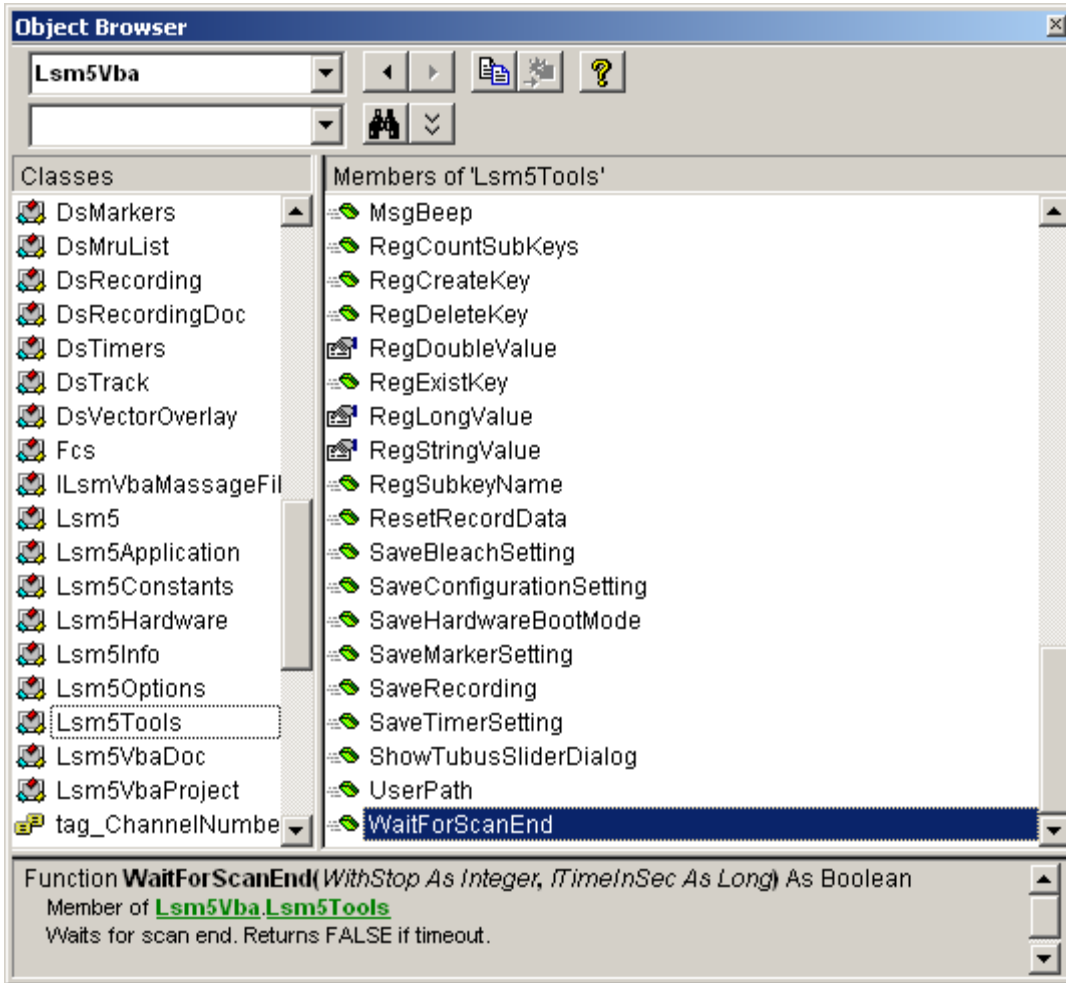 Object Browser
Lsm5Vba
Classes
DsMarkers
DsMruList
DsRecording
DsRecordingDoc
DsTimers
DsTrack
DsVectorOverlay
Fcs
ILsmVbaMassageFil
Lsm5
Lsm5Application
Lsm5Constants
Lsm5Hardware
Lsm5Info
Lsm5Options
Lsm5Tools
Lsm5VbaDoc
Lsm5VbaProject
tag_ChannelNumbe
Members of 'Lsm5Tools'
MsgBeep
RegCountSubKeys
RegCreateKey
RegDeleteKey
RegDoubleValue
RegExistKey
RegLongValue
RegStringValue
RegSubkeyName
ResetRecordData
SaveBleachSetting
SaveConfigurationSetting
SaveHardwareBootMode
SaveMarkerSetting
SaveRecording
SaveTimerSetting
ShowTubusSliderDialog
UserPath
WaitForScanEnd
Function WaitForScanEnd(WithStop As Integer, lTimeInSec As Long) As Boolean
Member of Lsm5Vba.Lsm5Tools
Waits for scan end. Returns FALSE if timeout.